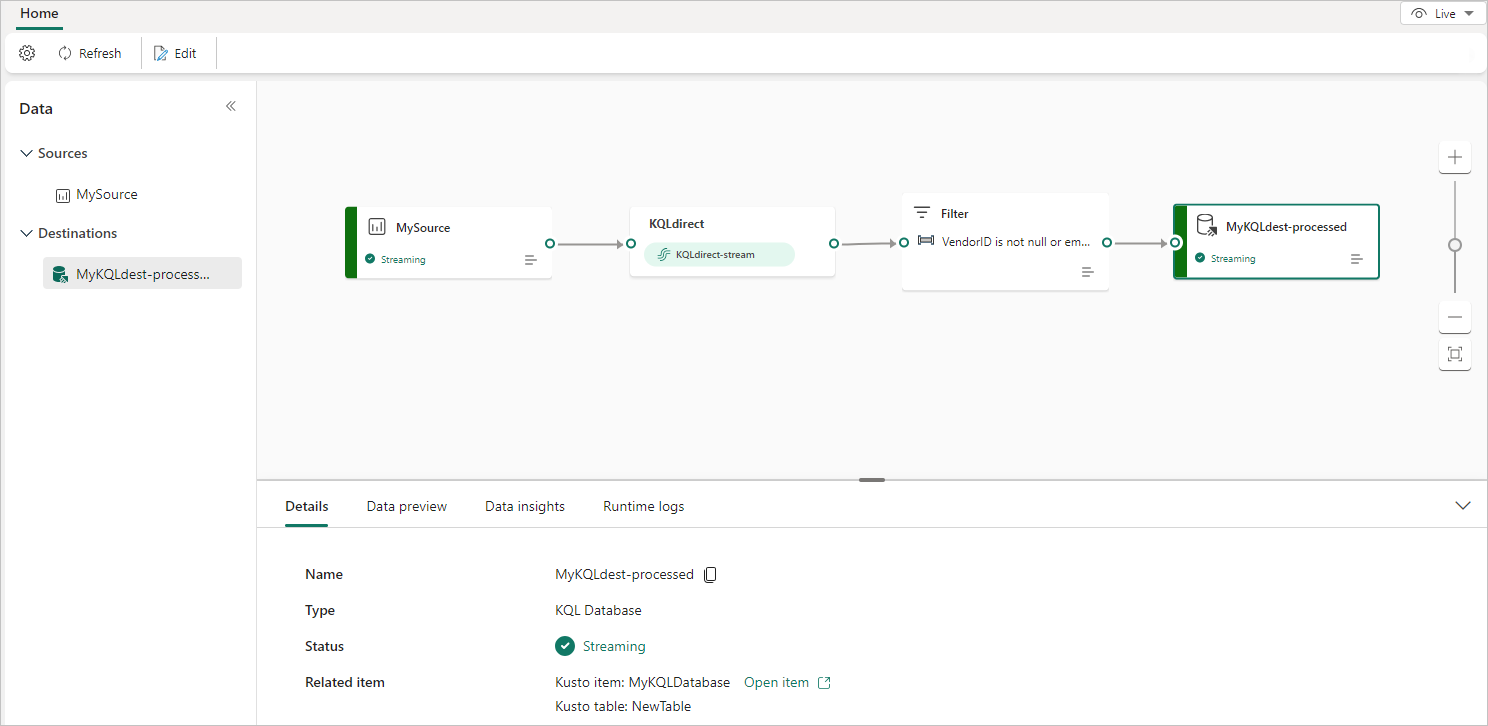 Home
Live
Refresh
Edit
Data
Sources
MySource
Destinations
MyKQLdest-process...
MySource
Streaming
KQLdirect
KQLdirect-stream
Filter
VendorID is not null or em...
MyKQLdest-processed
Streaming
Details Data preview Data insights Runtime logs
Name MyKQLdest-processed
Type KQL Database
Status Streaming
Related item Kusto item: MyKQLDatabase Open item
Kusto table: NewTable